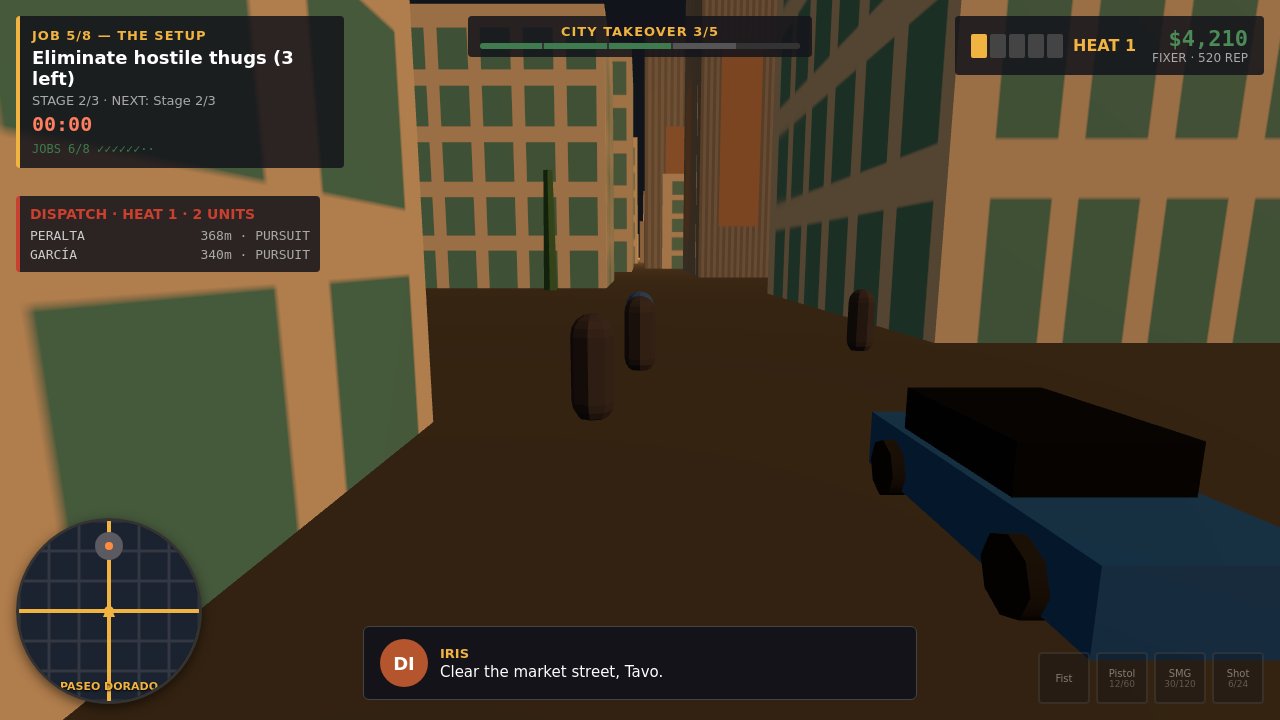 JOB 5/8 — THE SETUP
Eliminate hostile thugs (3
left)
STAGE 2/3 · NEXT: Stage 2/3
00:00
JOBS 6/8 ✓✓✓✓✓✓··
CITY TAKEOVER 3/5
HEAT 1
$4,210
FIXER · 520 REP
DISPATCH · HEAT 1 · 2 UNITS
PERALTA 368m · PURSUIT
GARCÍA 340m · PURSUIT
PASEO DORADO
DI
IRIS
Clear the market street, Tavo.
Fist
Pistol
12/60
SMG
30/120
Shot
6/24